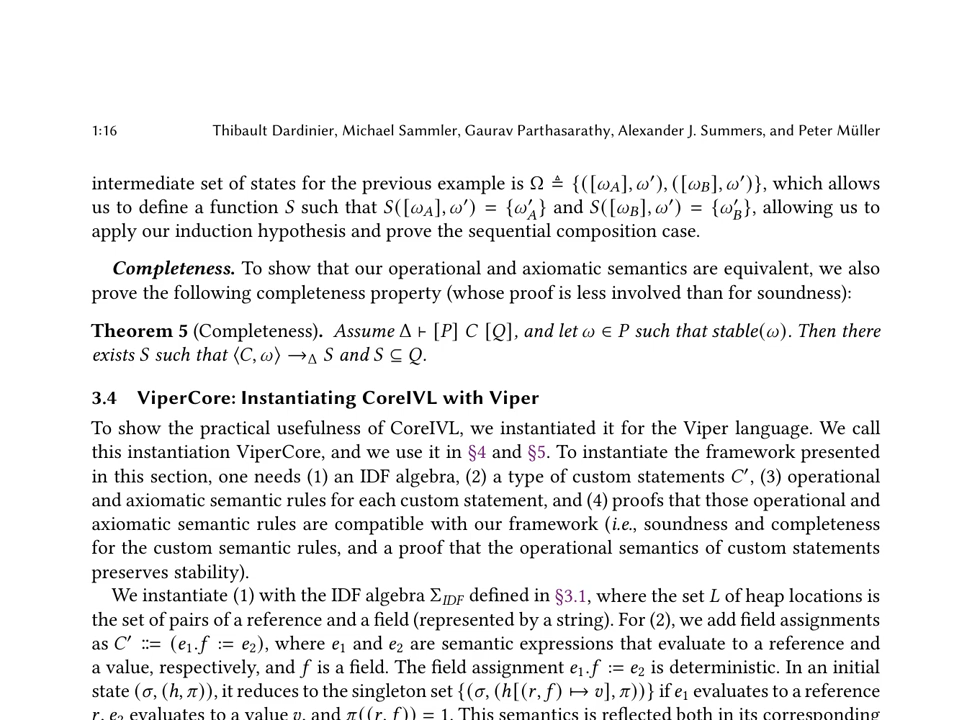 1:16 Thibault Dardinier, Michael Sammler, Gaurav Parthasarathy, Alexander J. Summers, and Peter Müller
intermediate set of states for the previous example is Ω ≜ {([ω_A], ω′), ([ω_B], ω′)}, which allows
us to define a function S such that S([ω_A], ω′) = {ω′_A} and S([ω_B], ω′) = {ω′_B}, allowing us to
apply our induction hypothesis and prove the sequential composition case.
Completeness. To show that our operational and axiomatic semantics are equivalent, we also
prove the following completeness property (whose proof is less involved than for soundness):
Theorem 5 (Completeness). Assume Δ ⊢ [P] C [Q], and let ω ∈ P such that stable(ω). Then there
exists S such that ⟨C, ω⟩ →_Δ S and S ⊆ Q.
3.4 ViperCore: Instantiating CoreIVL with Viper
To show the practical usefulness of CoreIVL, we instantiated it for the Viper language. We call
this instantiation ViperCore, and we use it in §4 and §5. To instantiate the framework presented
in this section, one needs (1) an IDF algebra, (2) a type of custom statements C′, (3) operational
and axiomatic semantic rules for each custom statement, and (4) proofs that those operational and
axiomatic semantic rules are compatible with our framework (i.e., soundness and completeness
for the custom semantic rules, and a proof that the operational semantics of custom statements
preserves stability).
We instantiate (1) with the IDF algebra Σ_IDF defined in §3.1, where the set L of heap locations is
the set of pairs of a reference and a field (represented by a string). For (2), we add field assignments
as C′ ::= (e₁.f := e₂), where e₁ and e₂ are semantic expressions that evaluate to a reference and
a value, respectively, and f is a field. The field assignment e₁.f := e₂ is deterministic. In an initial
state (σ, (h, π)), it reduces to the singleton set {(σ, (h[(r, f) ↦ v], π))} if e₁ evaluates to a reference
r, e₂ evaluates to a value v, and π((r, f)) = 1. This semantics is reflected both in its corresponding